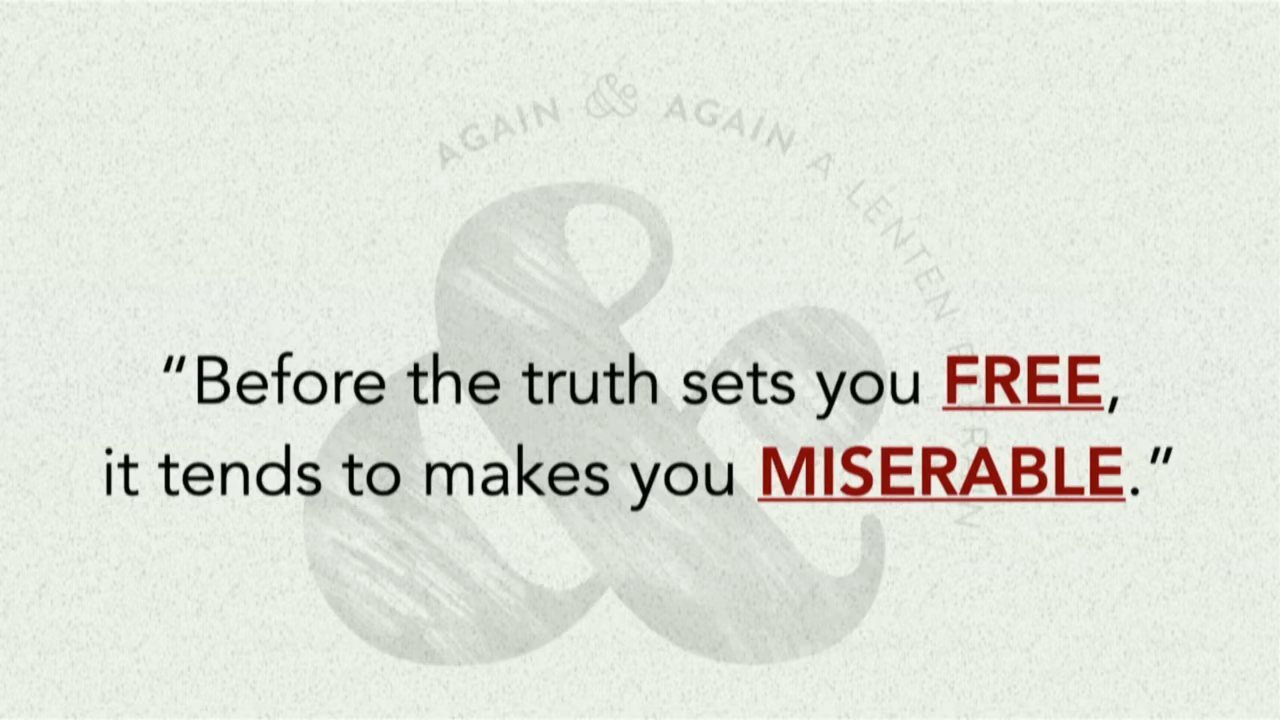 AGAIN & AGAIN A LENTEN
&
“Before the truth sets you FREE,
it tends to makes you MISERABLE.”